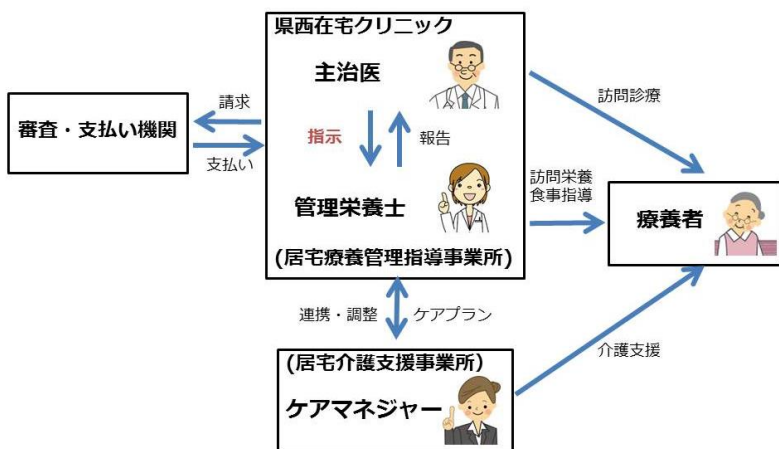 県西在宅クリニック
主治医
訪問診療
請求
審査・支払い機関
指示
報告
支払い
訪問栄養
食事指導
管理栄養士
療養者
(居宅療養管理指導事業所)
連携・調整
ケアプラン
(居宅介護支援事業所)
介護支援
ケアマネジャー